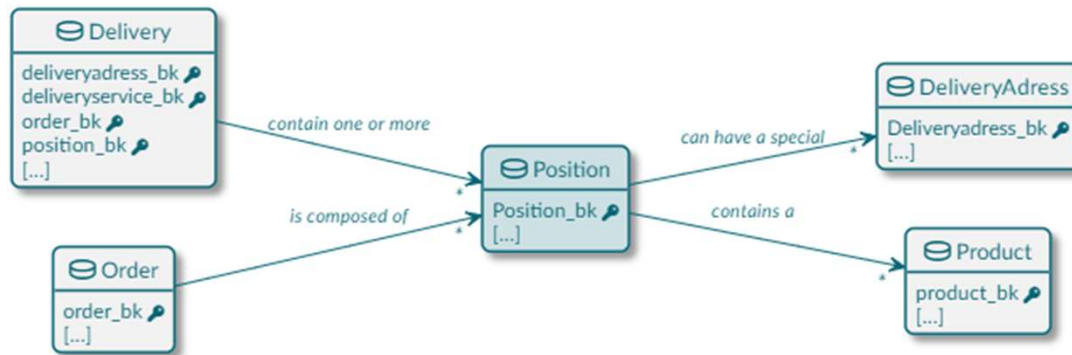 Delivery
deliveryadress_bk
deliveryservice_bk
order_bk
position_bk
[...]
contain one or more
*
is composed of
*
Order
order_bk
[...]
Position
Position_bk
[...]
can have a special
*
contains a
*
DeliveryAdress
Deliveryadress_bk
[...]
Product
product_bk
[...]